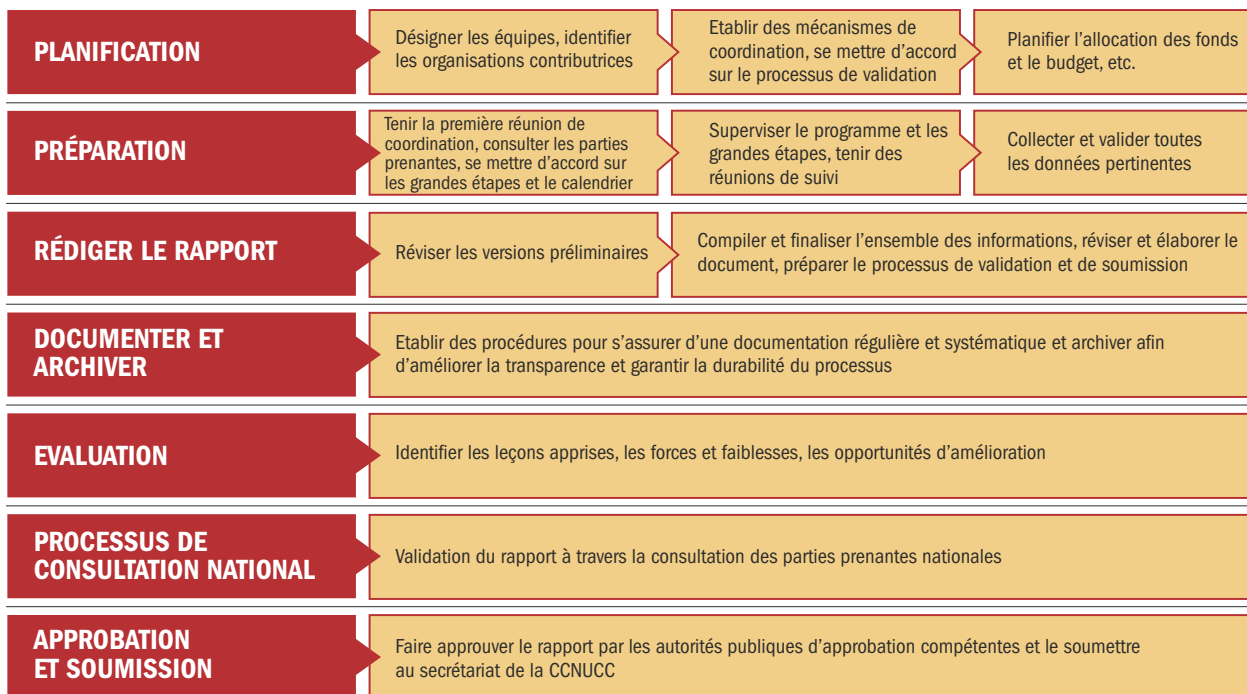 PLANIFICATION
Désigner les équipes, identifier
les organisations contributrices
Etablir des mécanismes de
coordination, se mettre d'accord
sur le processus de validation
Planifier l'allocation des fonds
et le budget, etc.
PRÉPARATION
Tenir la première réunion de
coordination, consulter les parties
prenantes, se mettre d'accord sur
les grandes étapes et le calendrier
Superviser le programme et les
grandes étapes, tenir des
réunions de suivi
Collecter et valider toutes
les données pertinentes
RÉDIGER LE RAPPORT
Réviser les versions préliminaires
Compiler et finaliser l'ensemble des informations, réviser et élaborer le
document, préparer le processus de validation et de soumission
DOCUMENTER ET
ARCHIVER
Etablir des procédures pour s'assurer d'une documentation régulière et systématique et archiver afin
d'améliorer la transparence et garantir la durabilité du processus
EVALUATION
Identifier les leçons apprises, les forces et faiblesses, les opportunités d'amélioration
PROCESSUS DE
CONSULTATION NATIONAL
Validation du rapport à travers la consultation des parties prenantes nationales
APPROBATION
ET SOUMISSION
Faire approuver le rapport par les autorités publiques d'approbation compétentes et le soumettre
au secrétariat de la CCNUCC